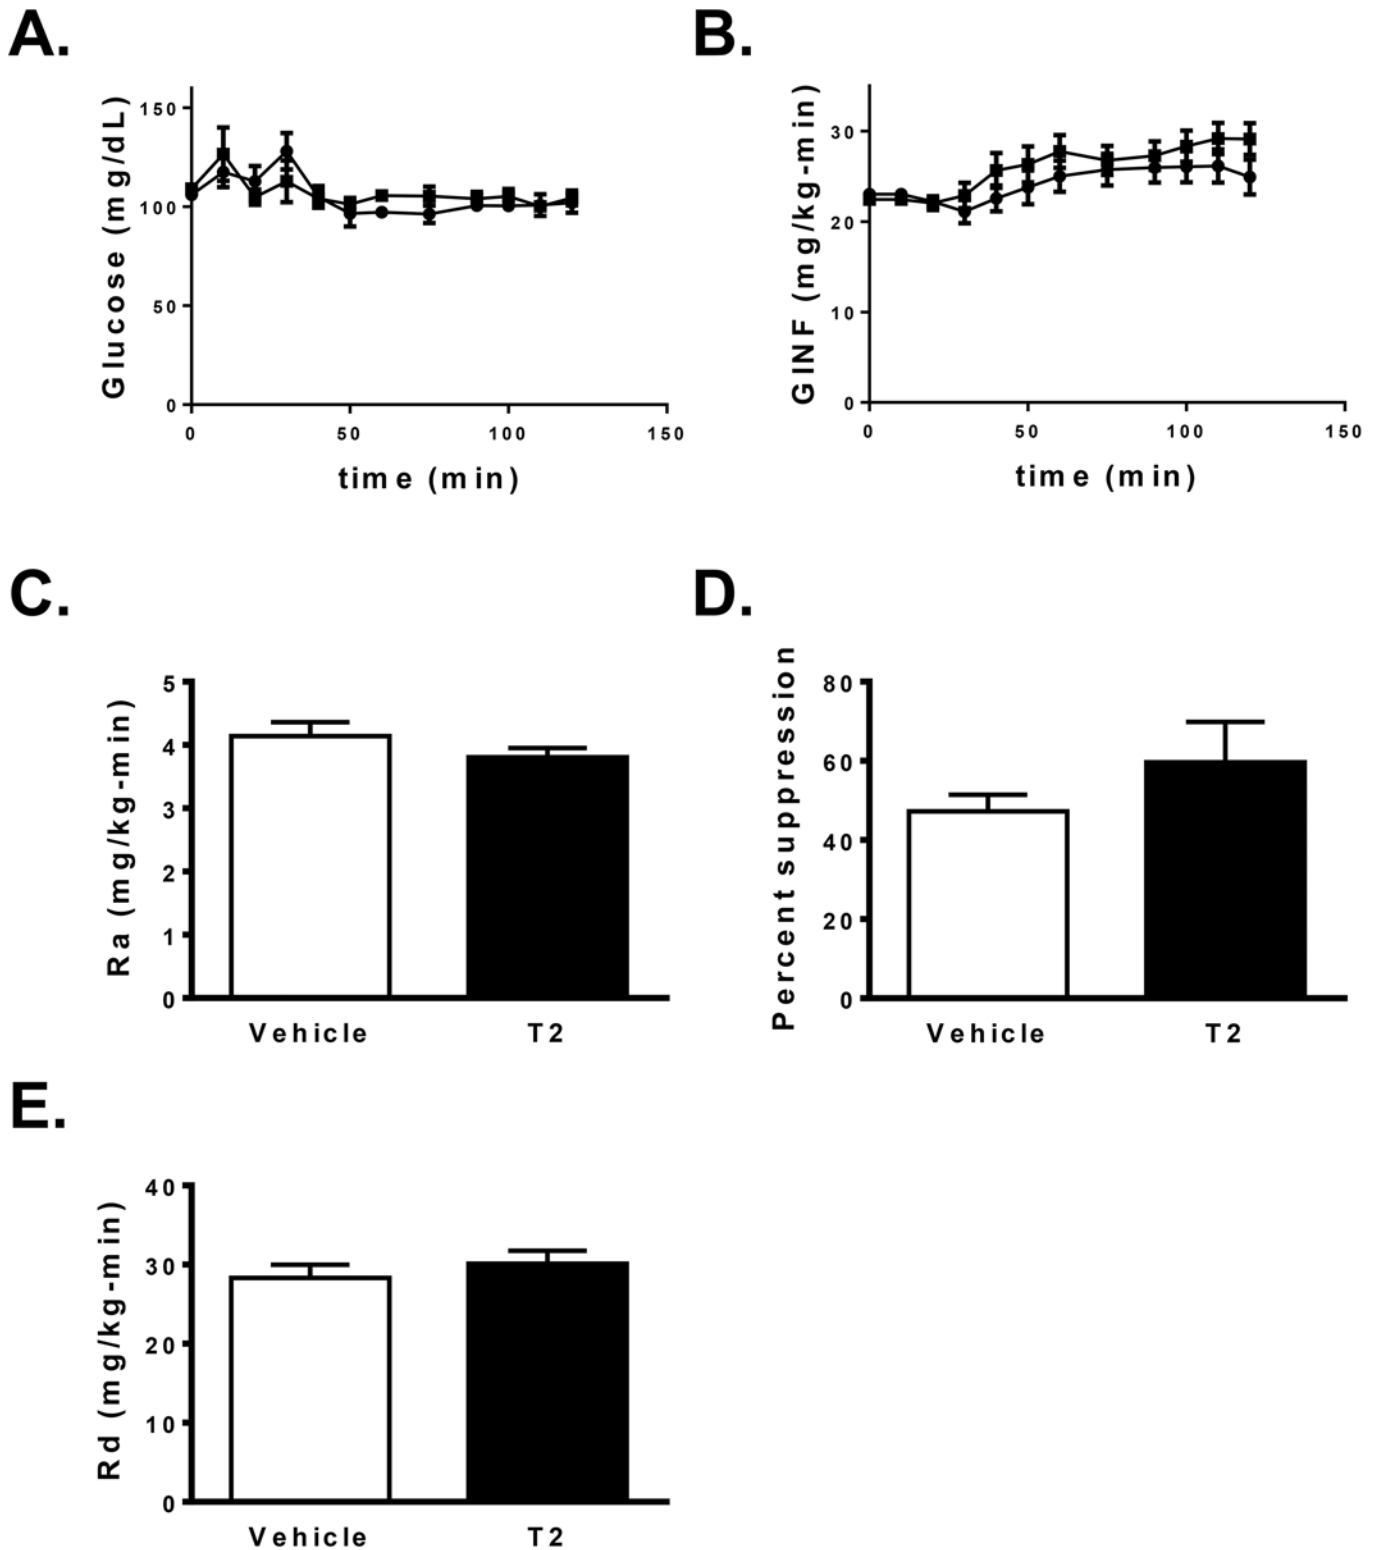 A.
Glucose (mg/dL)
150
100
50
0
0 50 100 150
time (min)
B.
GINF (mg/kg-min)
30
20
10
0
0 50 100 150
time (min)
C.
Ra (mg/kg-min)
5
4
3
2
1
0
Vehicle T2
D.
Percent suppression
80
60
40
20
0
Vehicle T2
E.
Rd (mg/kg-min)
40
30
20
10
0
Vehicle T2